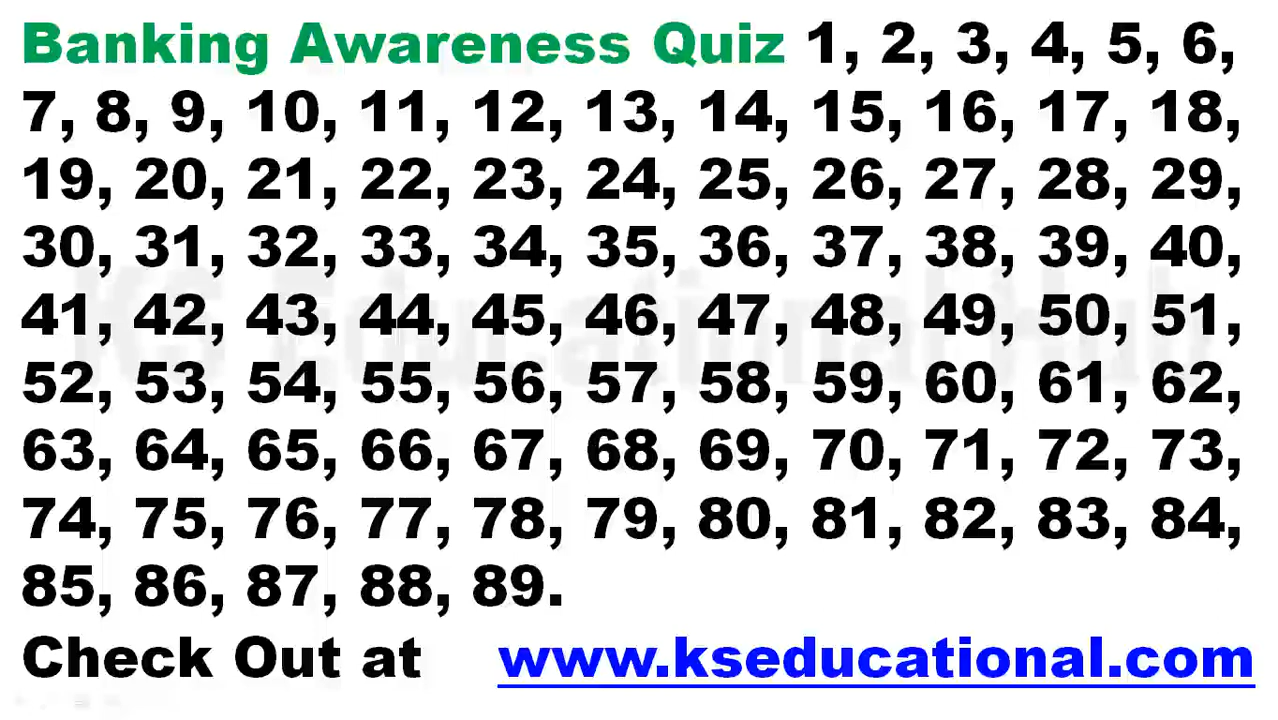 Banking Awareness Quiz 1, 2, 3, 4, 5, 6,
7, 8, 9, 10, 11, 12, 13, 14, 15, 16, 17, 18,
19, 20, 21, 22, 23, 24, 25, 26, 27, 28, 29,
30, 31, 32, 33, 34, 35, 36, 37, 38, 39, 40,
KS Educational Hub
41, 42, 43, 44, 45, 46, 47, 48, 49, 50, 51,
52, 53, 54, 55, 56, 57, 58, 59, 60, 61, 62,
63, 64, 65, 66, 67, 68, 69, 70, 71, 72, 73,
74, 75, 76, 77, 78, 79, 80, 81, 82, 83, 84,
85, 86, 87, 88, 89.
Check Out at www.kseducational.com